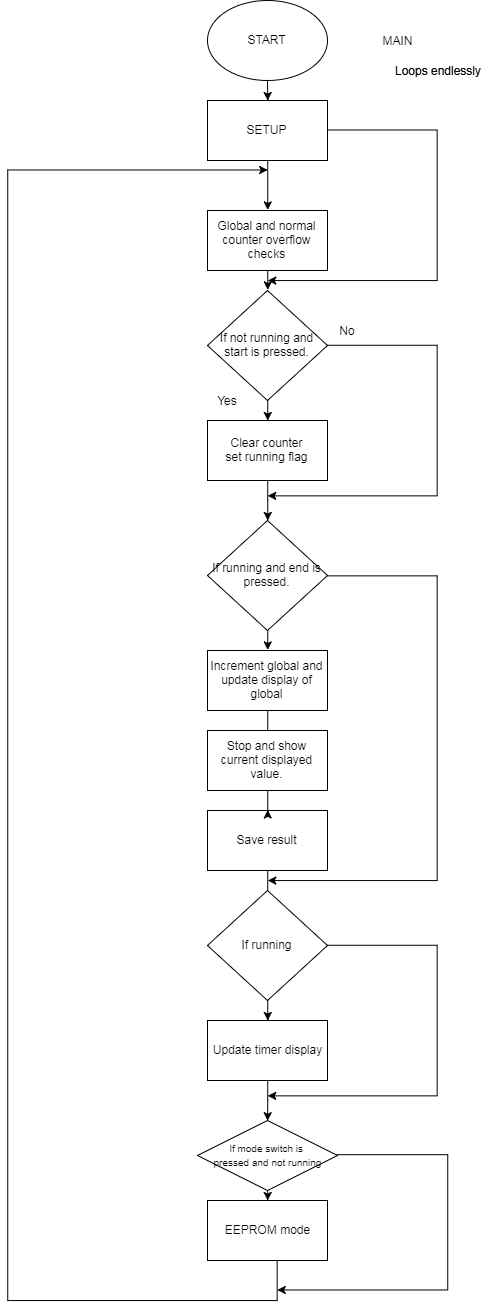 START
MAIN
Loops endlessly
SETUP
Global and normal
counter overflow
checks
If not running and
start is pressed.
No
Yes
Clear counter
set running flag
If running and end is
pressed.
Increment global and
update display of
global
Stop and show
current displayed
value.
Save result
If running
Update timer display
If mode switch is
pressed and not running
EEPROM mode